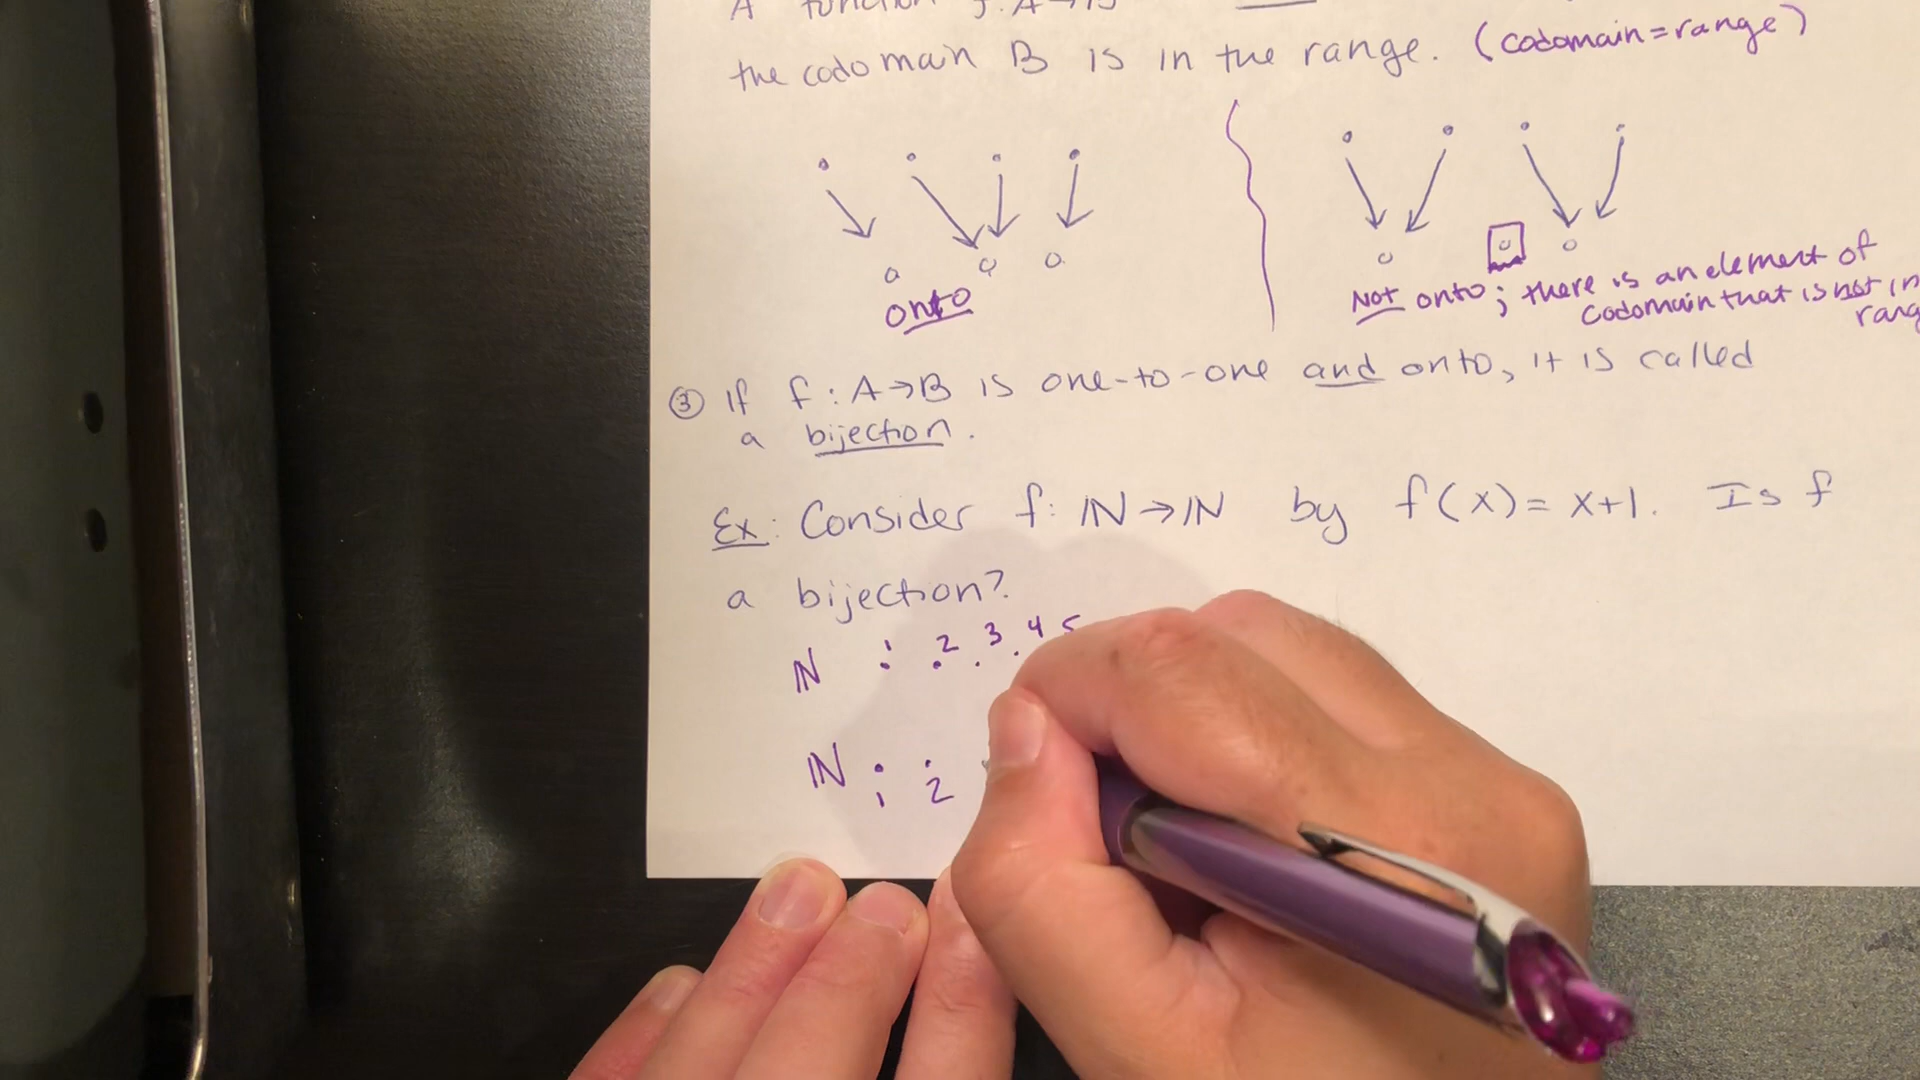 A function f: A→B
the codomain B is in the range. (codomain=range)
onto
Not onto; there is an element of
codomain that is not in
③ If f: A→B is one-to-one and onto, it is called
a bijection.
Ex: Consider f: ℕ→ℕ by f(x)= x+1. Is f
a bijection?
ℕ 1 2 3 4 5
ℕ 1 2